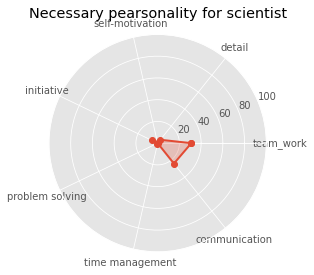 Necessary pearsonality for scientist
self-motivation
detail
initiative
100
80
60
40
20
team_work
problem solving
communication
time management